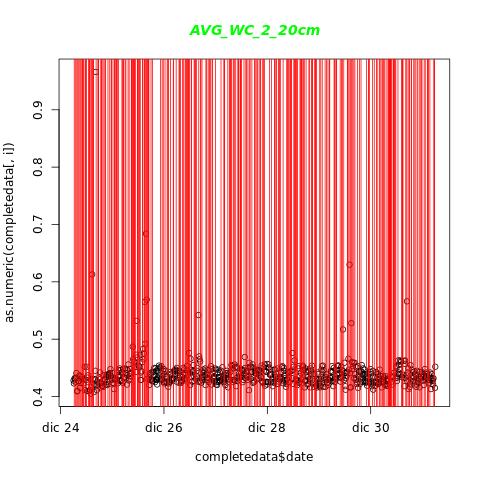 AVG_WC_2_20cm
as.numeric(completedata[, i])
0.9
0.8
0.7
0.6
0.5
0.4
dic 24
dic 26
dic 28
dic 30
completedata$date